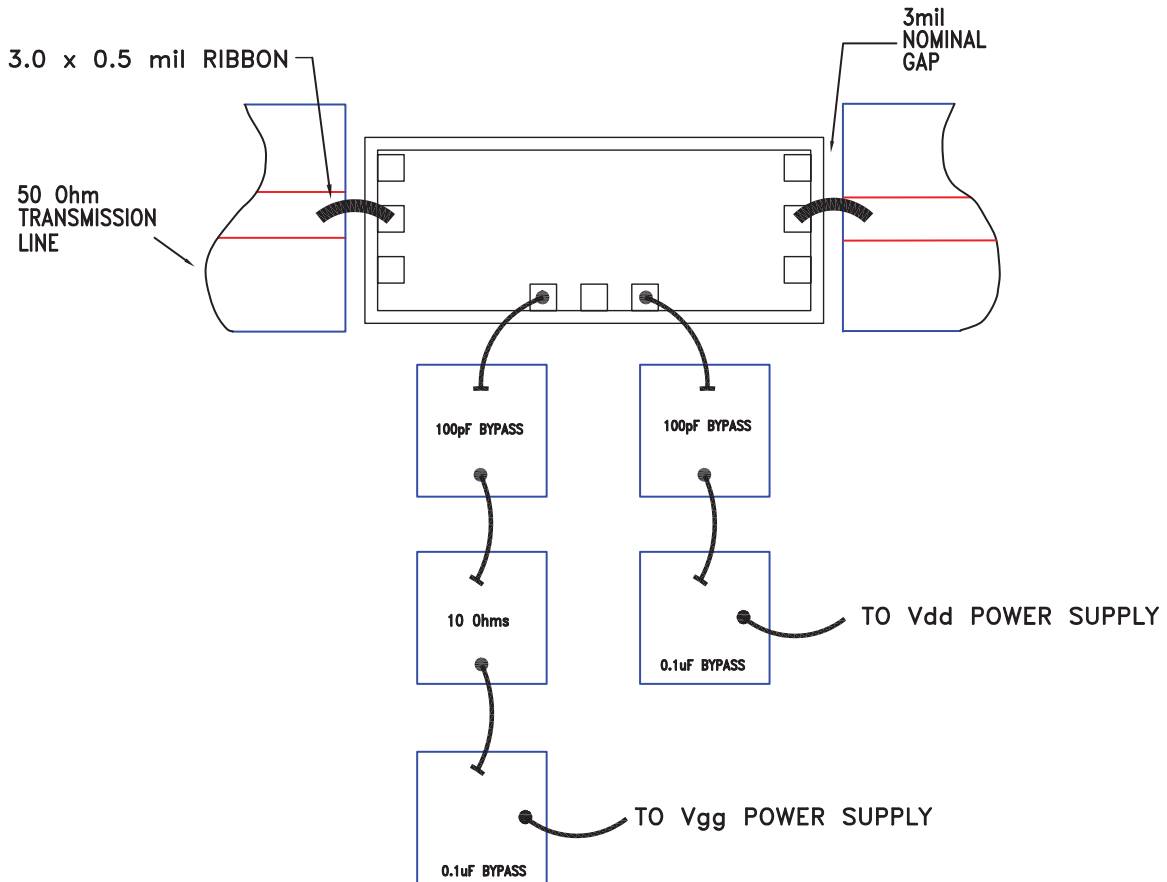 3mil
NOMINAL
GAP
3.0 x 0.5 mil RIBBON
50 Ohm
TRANSMISSION
LINE
100pF BYPASS
100pF BYPASS
10 Ohms
TO Vdd POWER SUPPLY
0.1uF BYPASS
TO Vgg POWER SUPPLY
0.1uF BYPASS